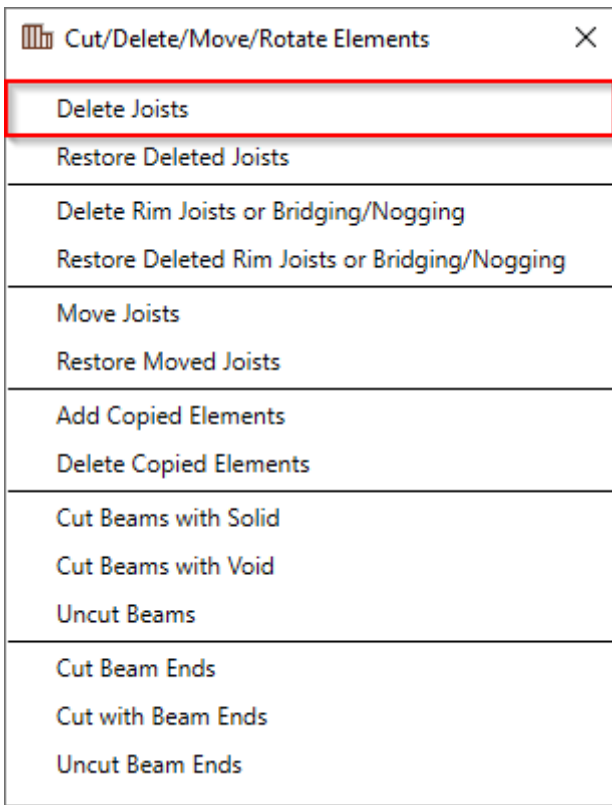 Cut/Delete/Move/Rotate Elements
Delete Joists
Restore Deleted Joists
Delete Rim Joists or Bridging/Nogging
Restore Deleted Rim Joists or Bridging/Nogging
Move Joists
Restore Moved Joists
Add Copied Elements
Delete Copied Elements
Cut Beams with Solid
Cut Beams with Void
Uncut Beams
Cut Beam Ends
Cut with Beam Ends
Uncut Beam Ends